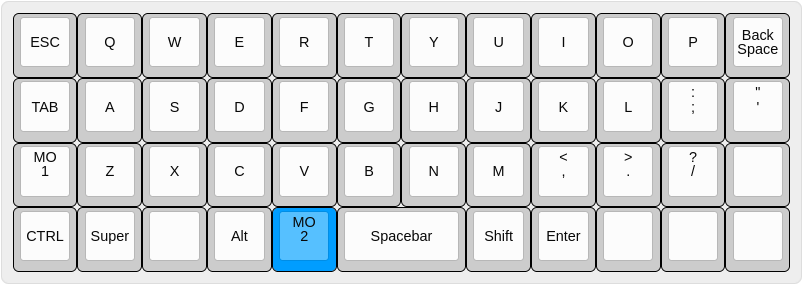 ESC Q W E R T Y U I O P Back
Space
TAB A S D F G H J K L : "
; '
MO Z X C V B N M < > ?
1 , . /
CTRL Super Alt MO Spacebar Shift Enter
2